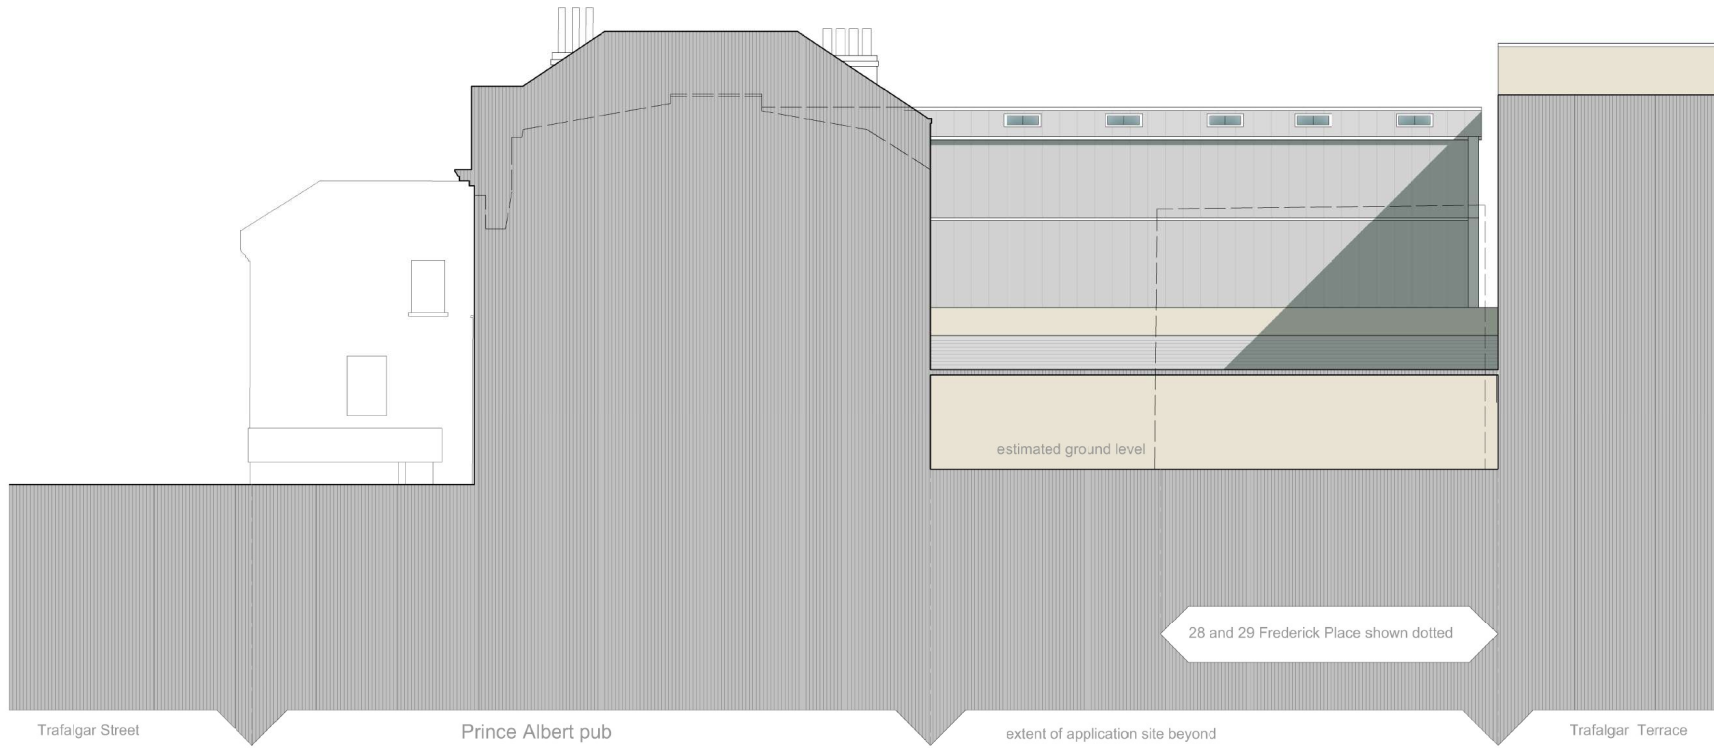 estimated ground level
28 and 29 Frederick Place shown dotted
Trafalgar Street
Prince Albert pub
extent of application site beyond
Trafalgar Terrace